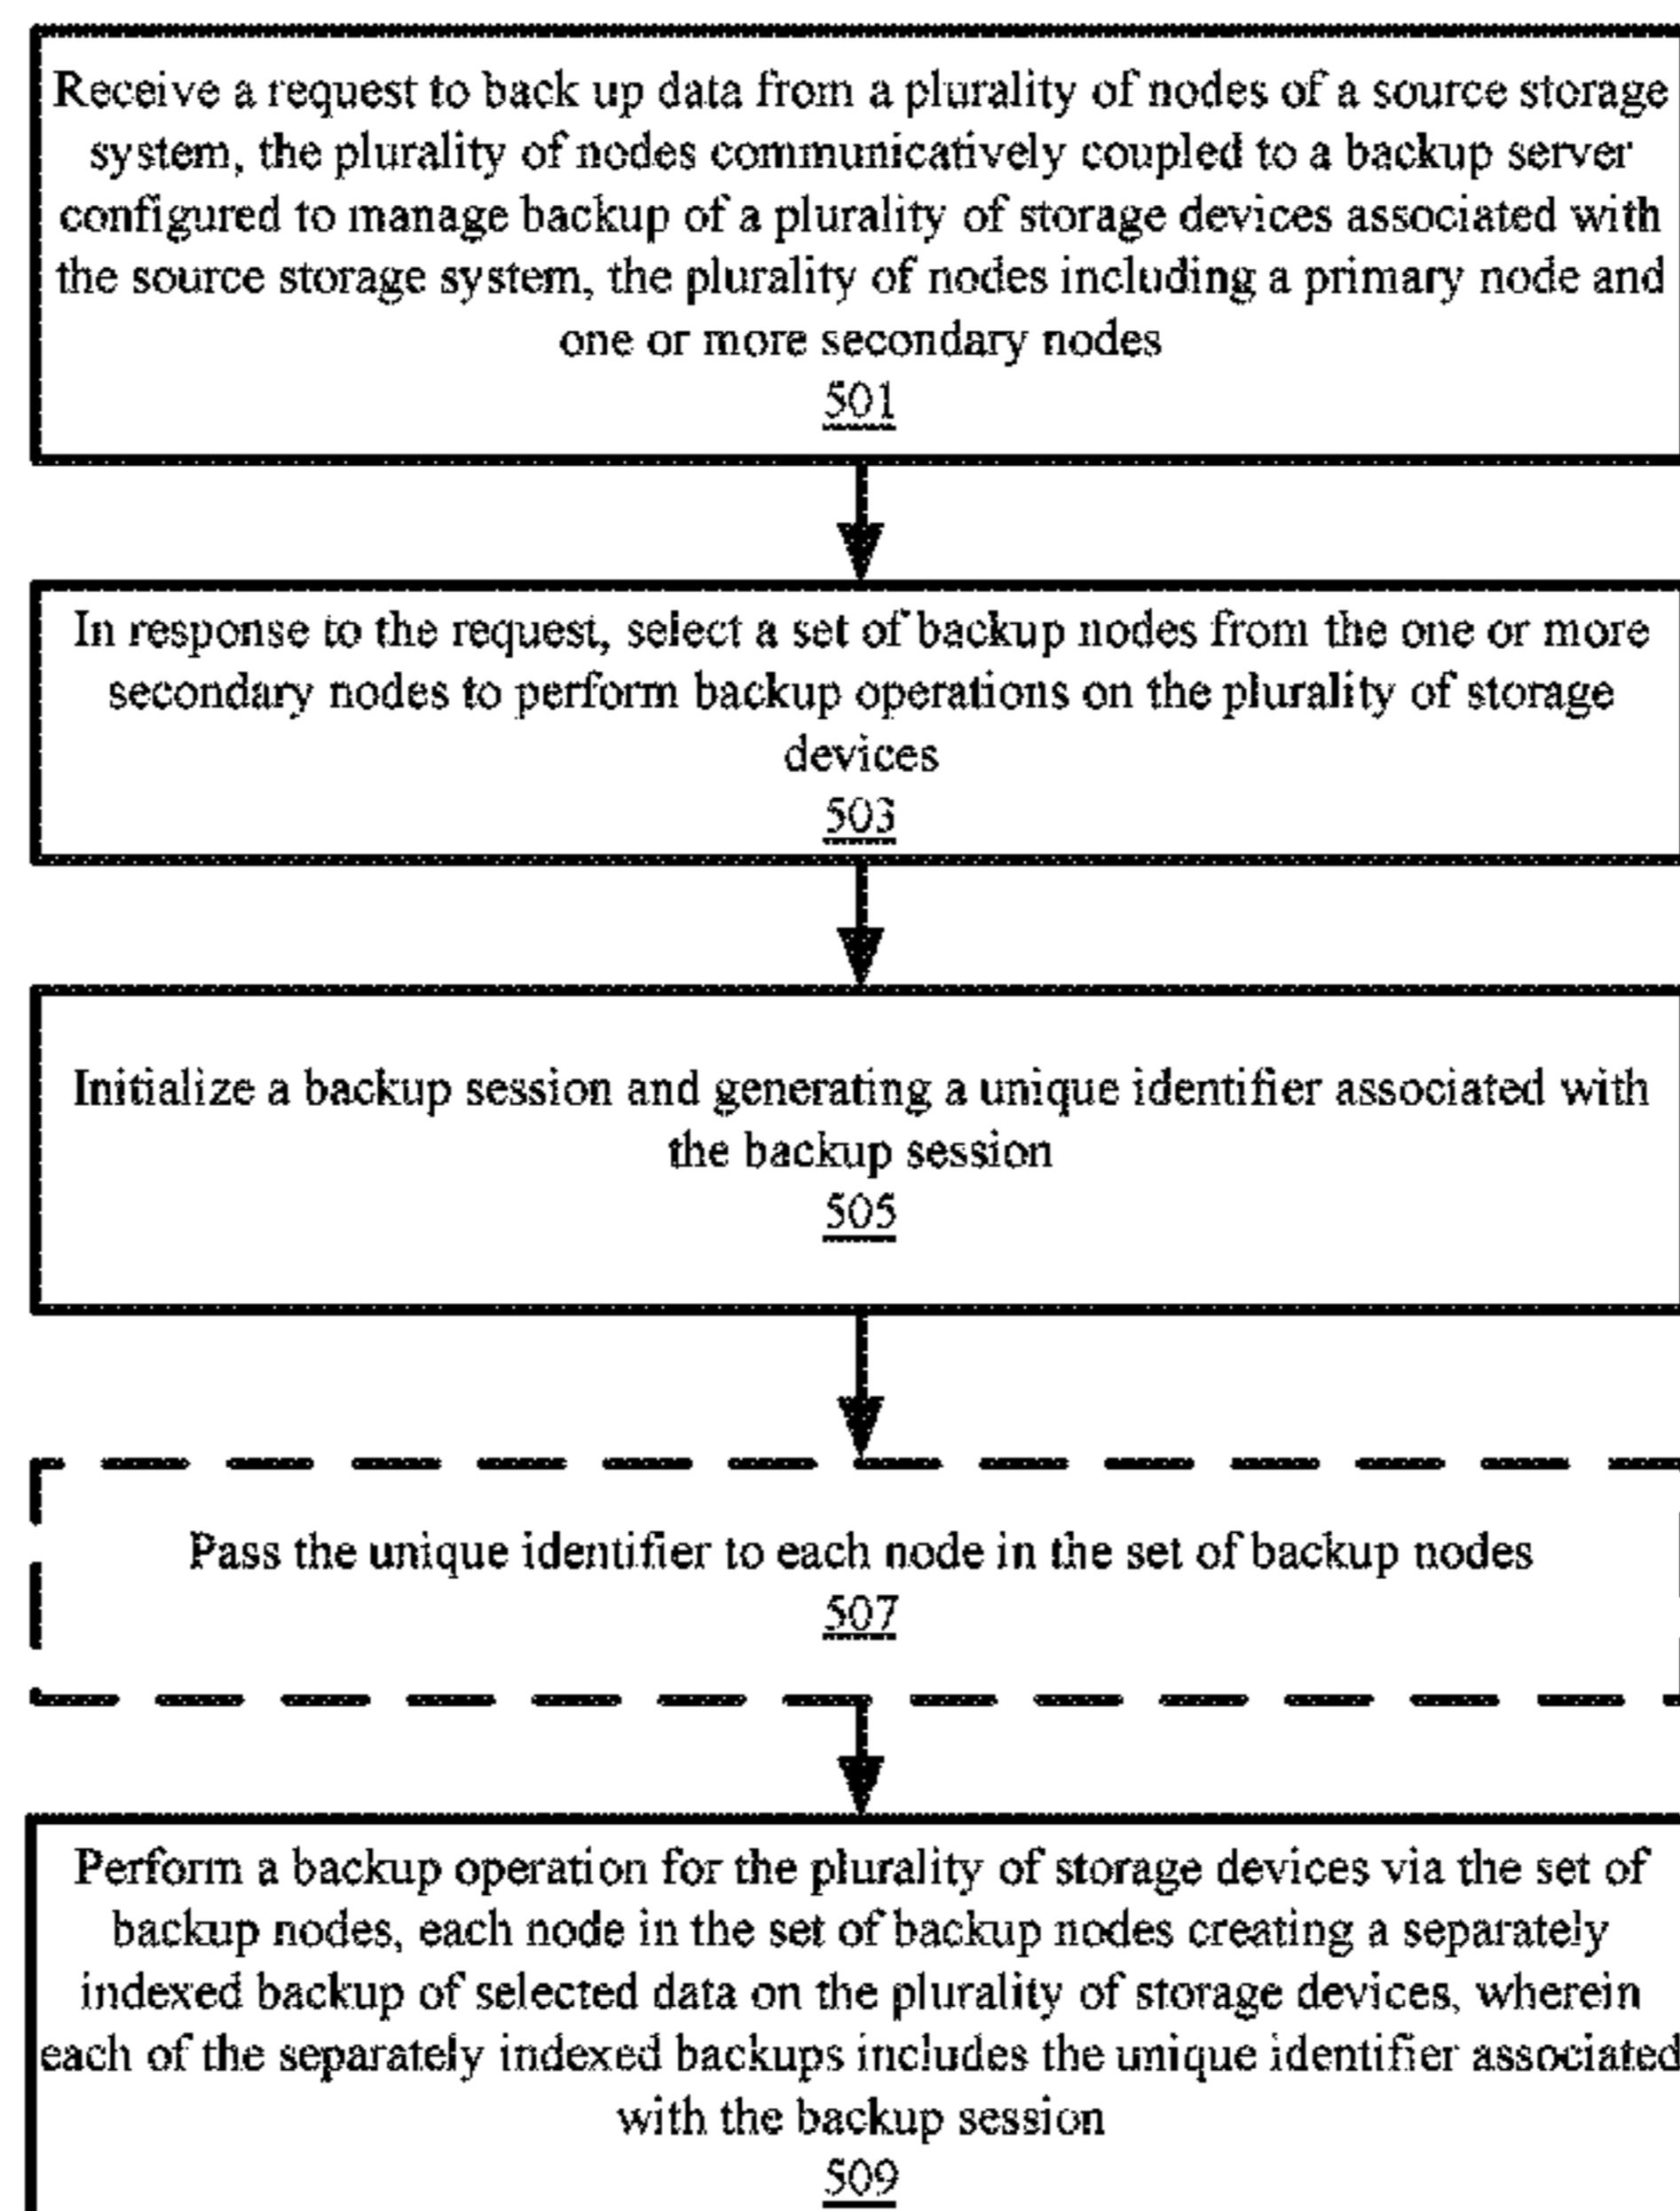 Receive a request to back up data from a plurality of nodes of a source storage
system, the plurality of nodes communicatively coupled to a backup server
configured to manage backup of a plurality of storage devices associated with
the source storage system, the plurality of nodes including a primary node and
one or more secondary nodes
501
In response to the request, select a set of backup nodes from the one or more
secondary nodes to perform backup operations on the plurality of storage
devices
503
Initialize a backup session and generating a unique identifier associated with
the backup session
505
Pass the unique identifier to each node in the set of backup nodes
507
Perform a backup operation for the plurality of storage devices via the set of
backup nodes, each node in the set of backup nodes creating a separately
indexed backup of selected data on the plurality of storage devices, wherein
each of the separately indexed backups includes the unique identifier associated
with the backup session
509